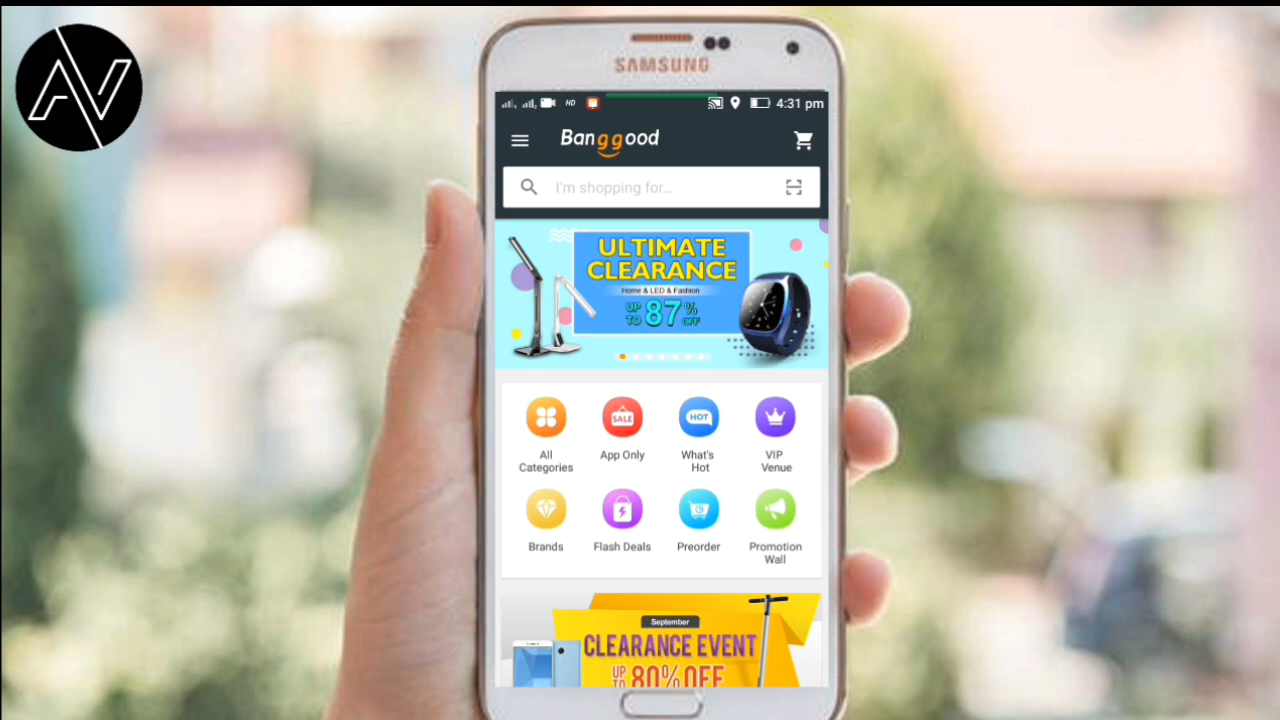 AV
SAMSUNG
HD
4:31 pm
Banggood
I'm shopping for...
ULTIMATE
CLEARANCE
Home & LED & Fashion
UP TO 87% OFF
All Categories
SALE
App Only
HOT
What's Hot
VIP Venue
Brands
Flash Deals
Preorder
Promotion Wall
September
CLEARANCE EVENT
UP TO 80% OFF